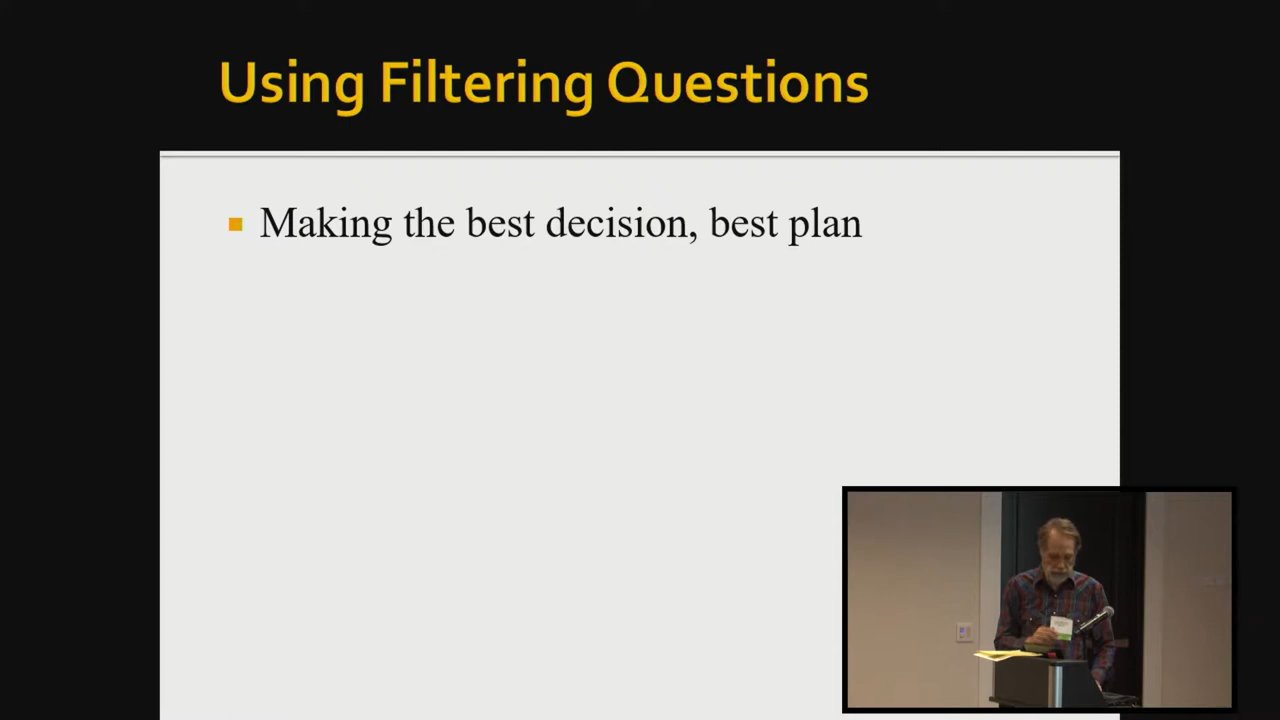 Using Filtering Questions
Making the best decision, best plan